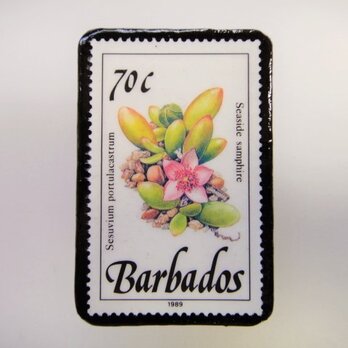 70c
Seaside samphire
Sesuvium portulacastrum
Barbados
1989